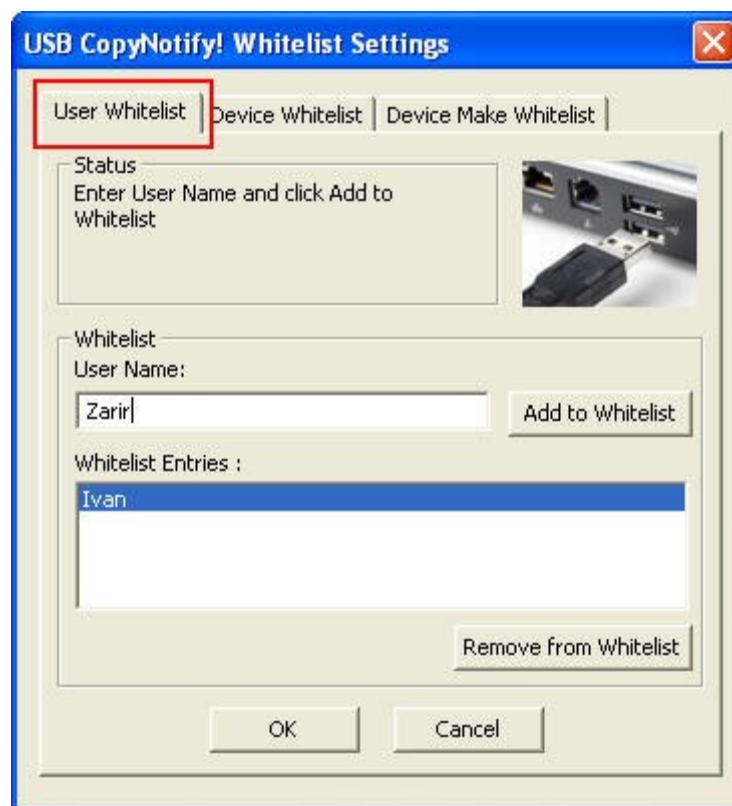 USB CopyNotify! Whitelist Settings
User Whitelist
Device Whitelist
Device Make Whitelist
Status
Enter User Name and click Add to
Whitelist
Whitelist
User Name:
Zarir
Add to Whitelist
Whitelist Entries :
Ivan
Remove from Whitelist
OK
Cancel